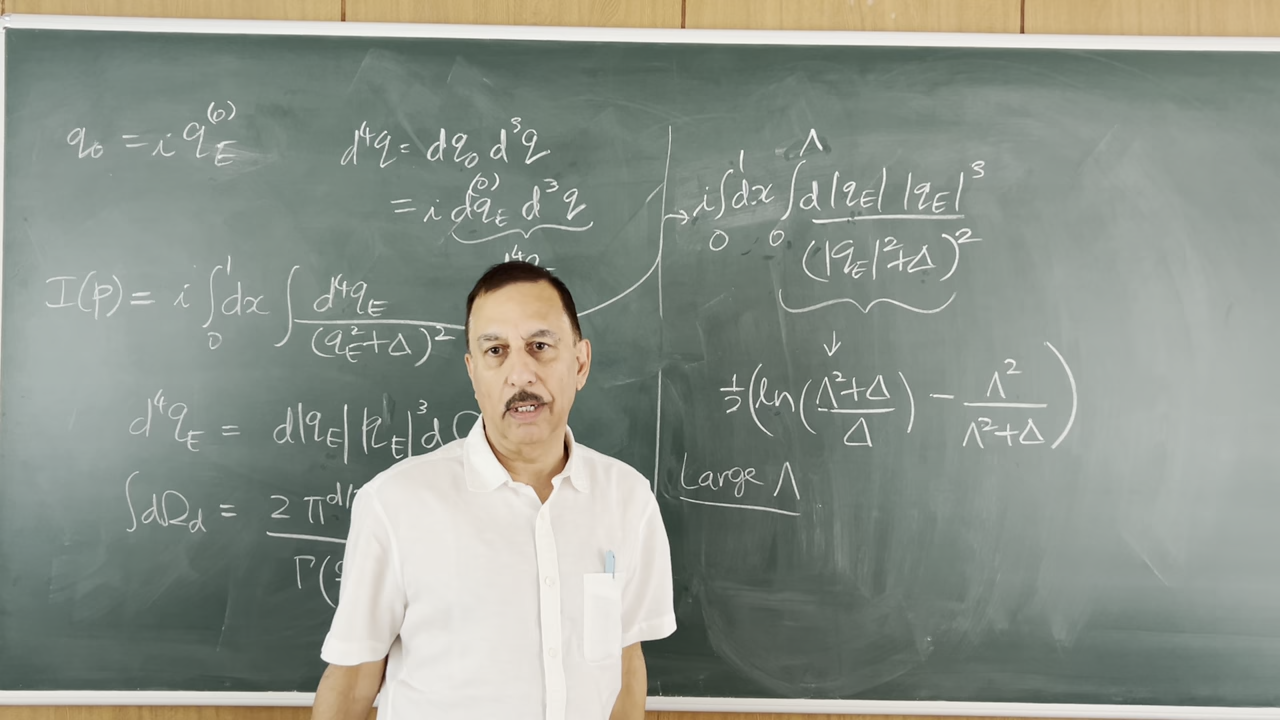 q₀ = i q_E^(0)
d⁴q = dq₀ d³q
= i dq_E^(0) d³q
I(p) = i ∫₀¹ dx ∫ d⁴q_E / (q_E² + Δ)²
d⁴q_E = d|q_E| |q_E|³ d
∫dΩ_d = 2 π^d/ / Γ(
→ i ∫₀¹ dx ∫₀^Λ d|q_E| |q_E|³ / (|q_E|² + Δ)²
↓
½ (ln((Λ² + Δ) / Δ) − Λ² / (Λ² + Δ))
Large Λ